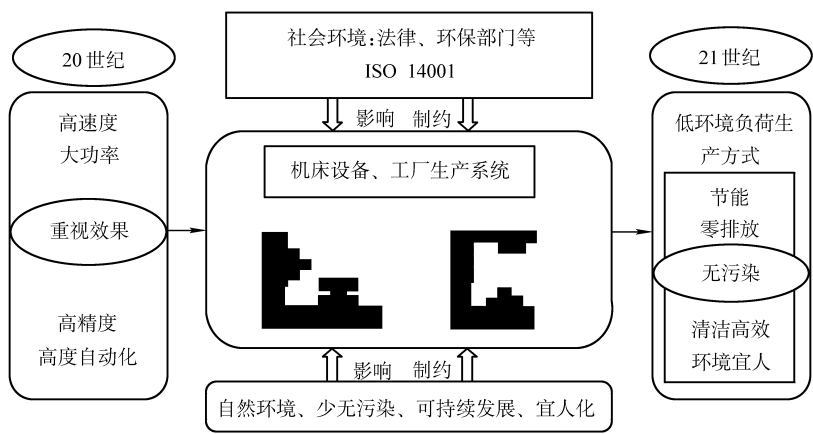 20世纪
高速度
大功率
重视效果
高精度
高度自动化
社会环境:法律、环保部门等
ISO 14001
影响 制约
机床设备、工厂生产系统
影响 制约
自然环境、少无污染、可持续发展、宜人化
21世纪
低环境负荷生
产方式
节能
零排放
无污染
清洁高效
环境宜人